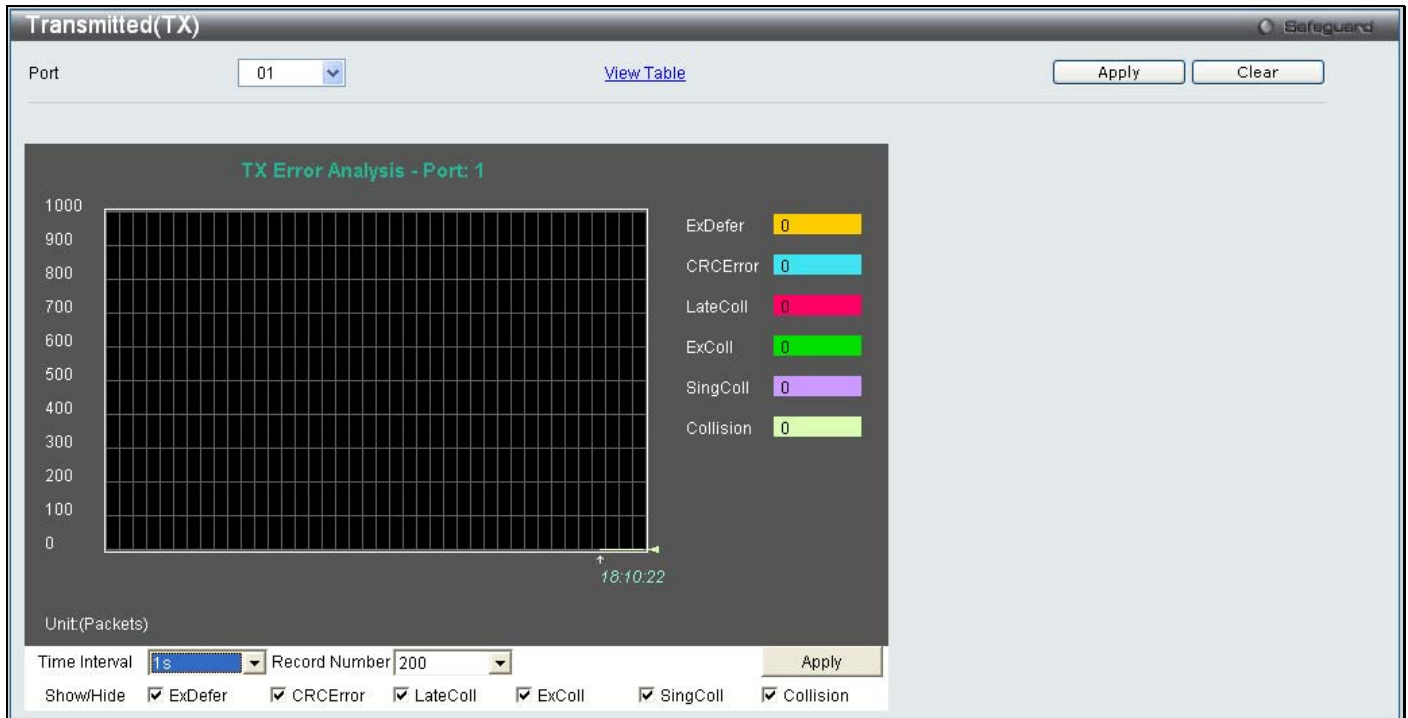 Transmitted(TX)
Safeguard
Port 01 View Table Apply Clear
TX Error Analysis - Port: 1
1000
900
800
700
600
500
400
300
200
100
0
ExDefer 0
CRCError 0
LateColl 0
ExColl 0
SingColl 0
Collision 0
18:10:22
Unit:(Packets)
Time Interval 1s Record Number 200 Apply
Show/Hide ExDefer CRCError LateColl ExColl SingColl Collision